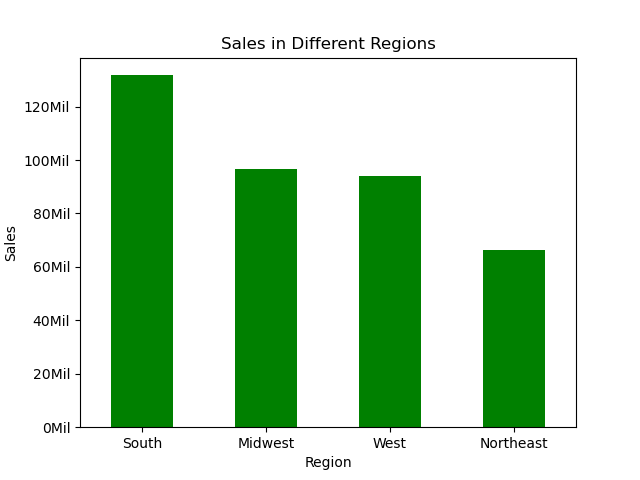 Sales in Different Regions
120Mil
100Mil
80Mil
60Mil
40Mil
20Mil
0Mil
Sales
South Midwest West Northeast
Region